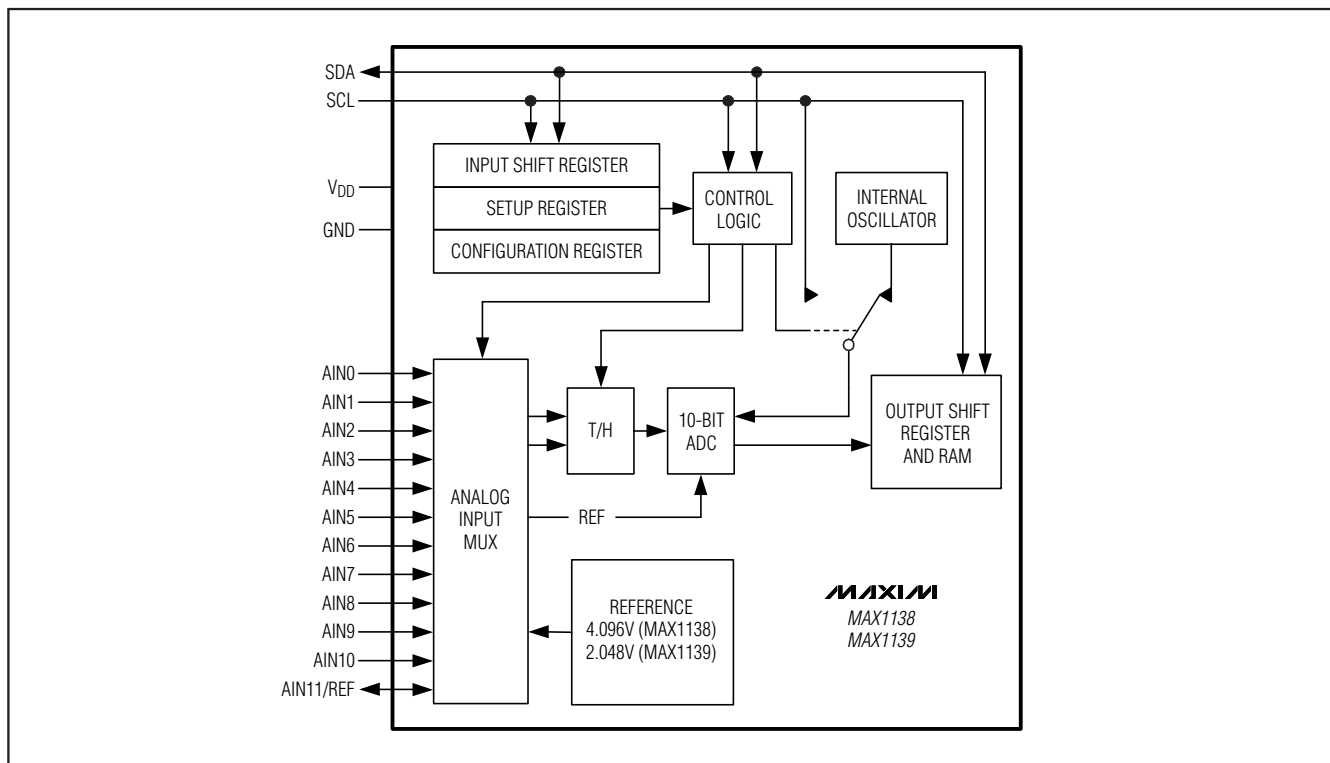 SDA
SCL
VDD
GND
INPUT SHIFT REGISTER
SETUP REGISTER
CONFIGURATION REGISTER
CONTROL
LOGIC
INTERNAL
OSCILLATOR
AIN0
AIN1
AIN2
AIN3
AIN4
AIN5
AIN6
AIN7
AIN8
AIN9
AIN10
AIN11/REF
ANALOG
INPUT
MUX
T/H
10-BIT
ADC
REF
OUTPUT SHIFT
REGISTER
AND RAM
REFERENCE
4.096V (MAX1138)
2.048V (MAX1139)
MAXIM
MAX1138
MAX1139